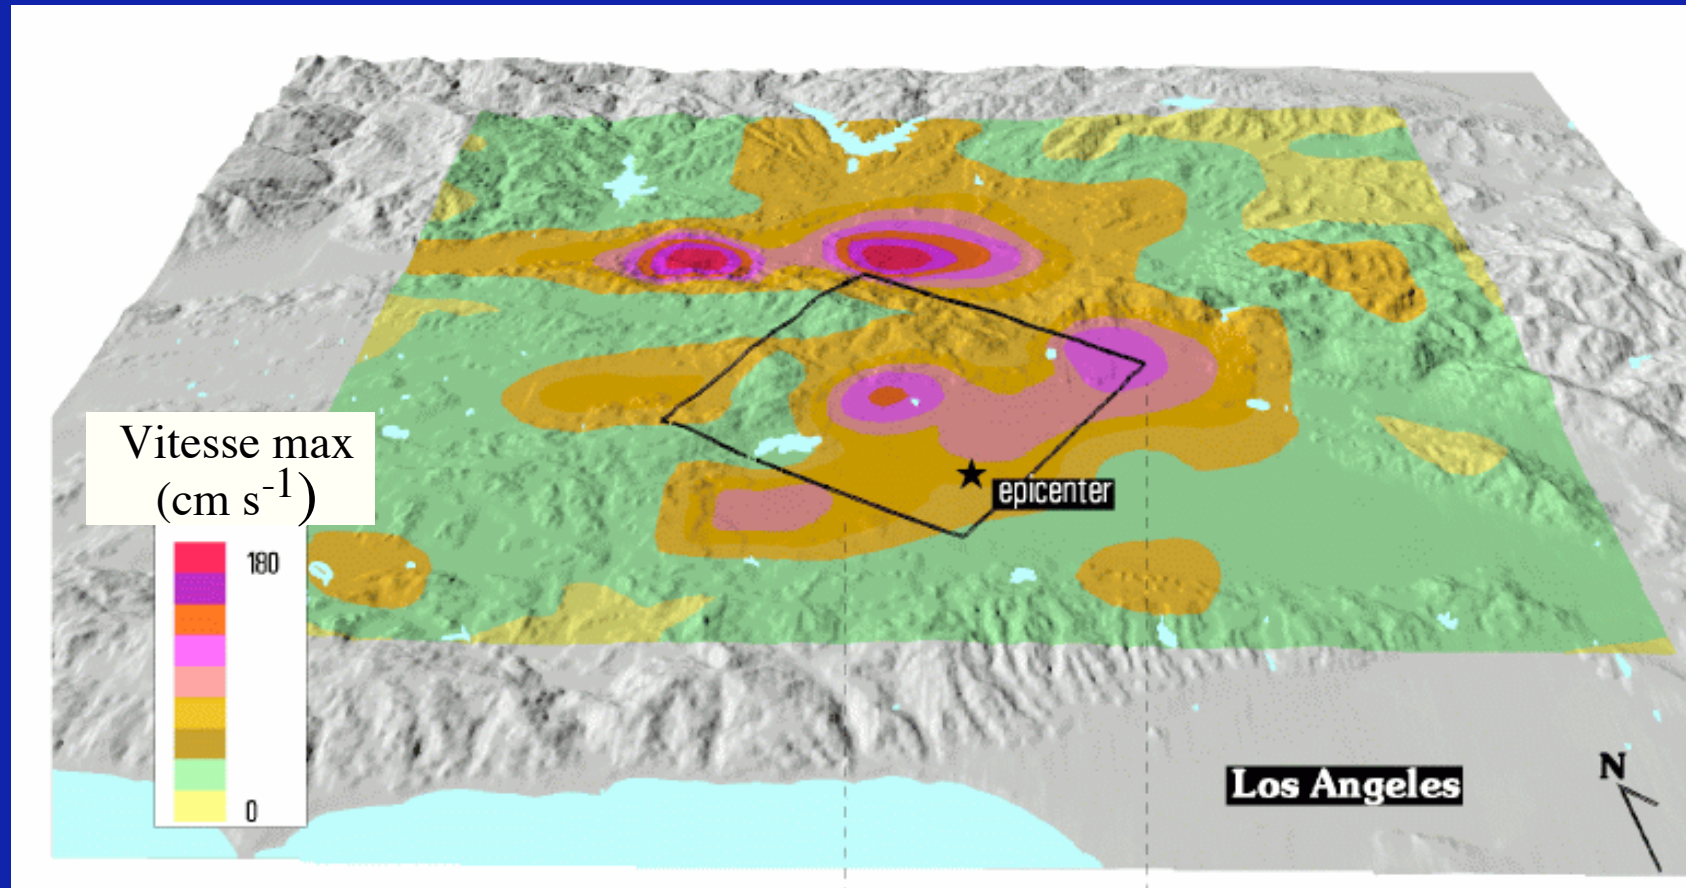 Vitesse max
(cm s-1)
180
0
epicenter
Los Angeles
N